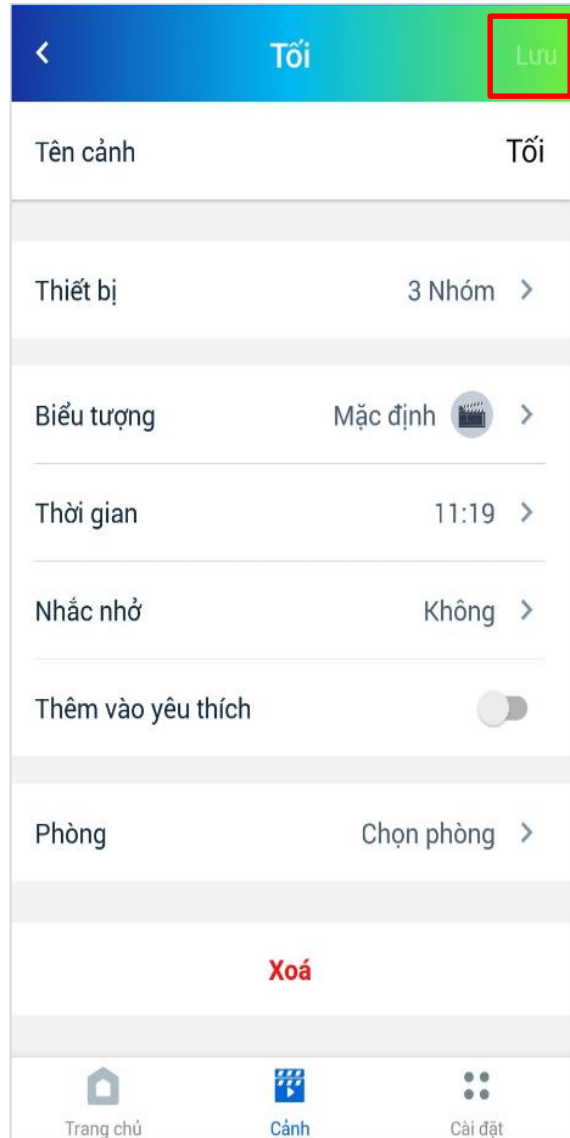 Tối Lưu
Tên cảnh Tối
Thiết bị 3 Nhóm
Biểu tượng Mặc định
Thời gian 11:19
Nhắc nhở Không
Thêm vào yêu thích
Phòng Chọn phòng
Xoá
Trang chủ Cảnh Cài đặt